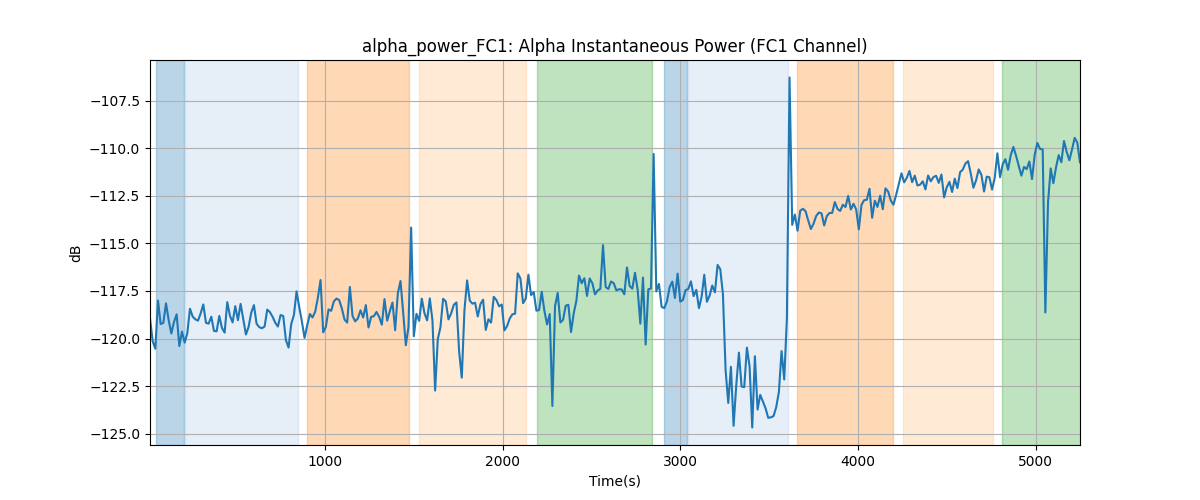 alpha_power_FC1: Alpha Instantaneous Power (FC1 Channel)
dB
−107.5
−110.0
−112.5
−115.0
−117.5
−120.0
−122.5
−125.0
1000 2000 3000 4000 5000
Time(s)